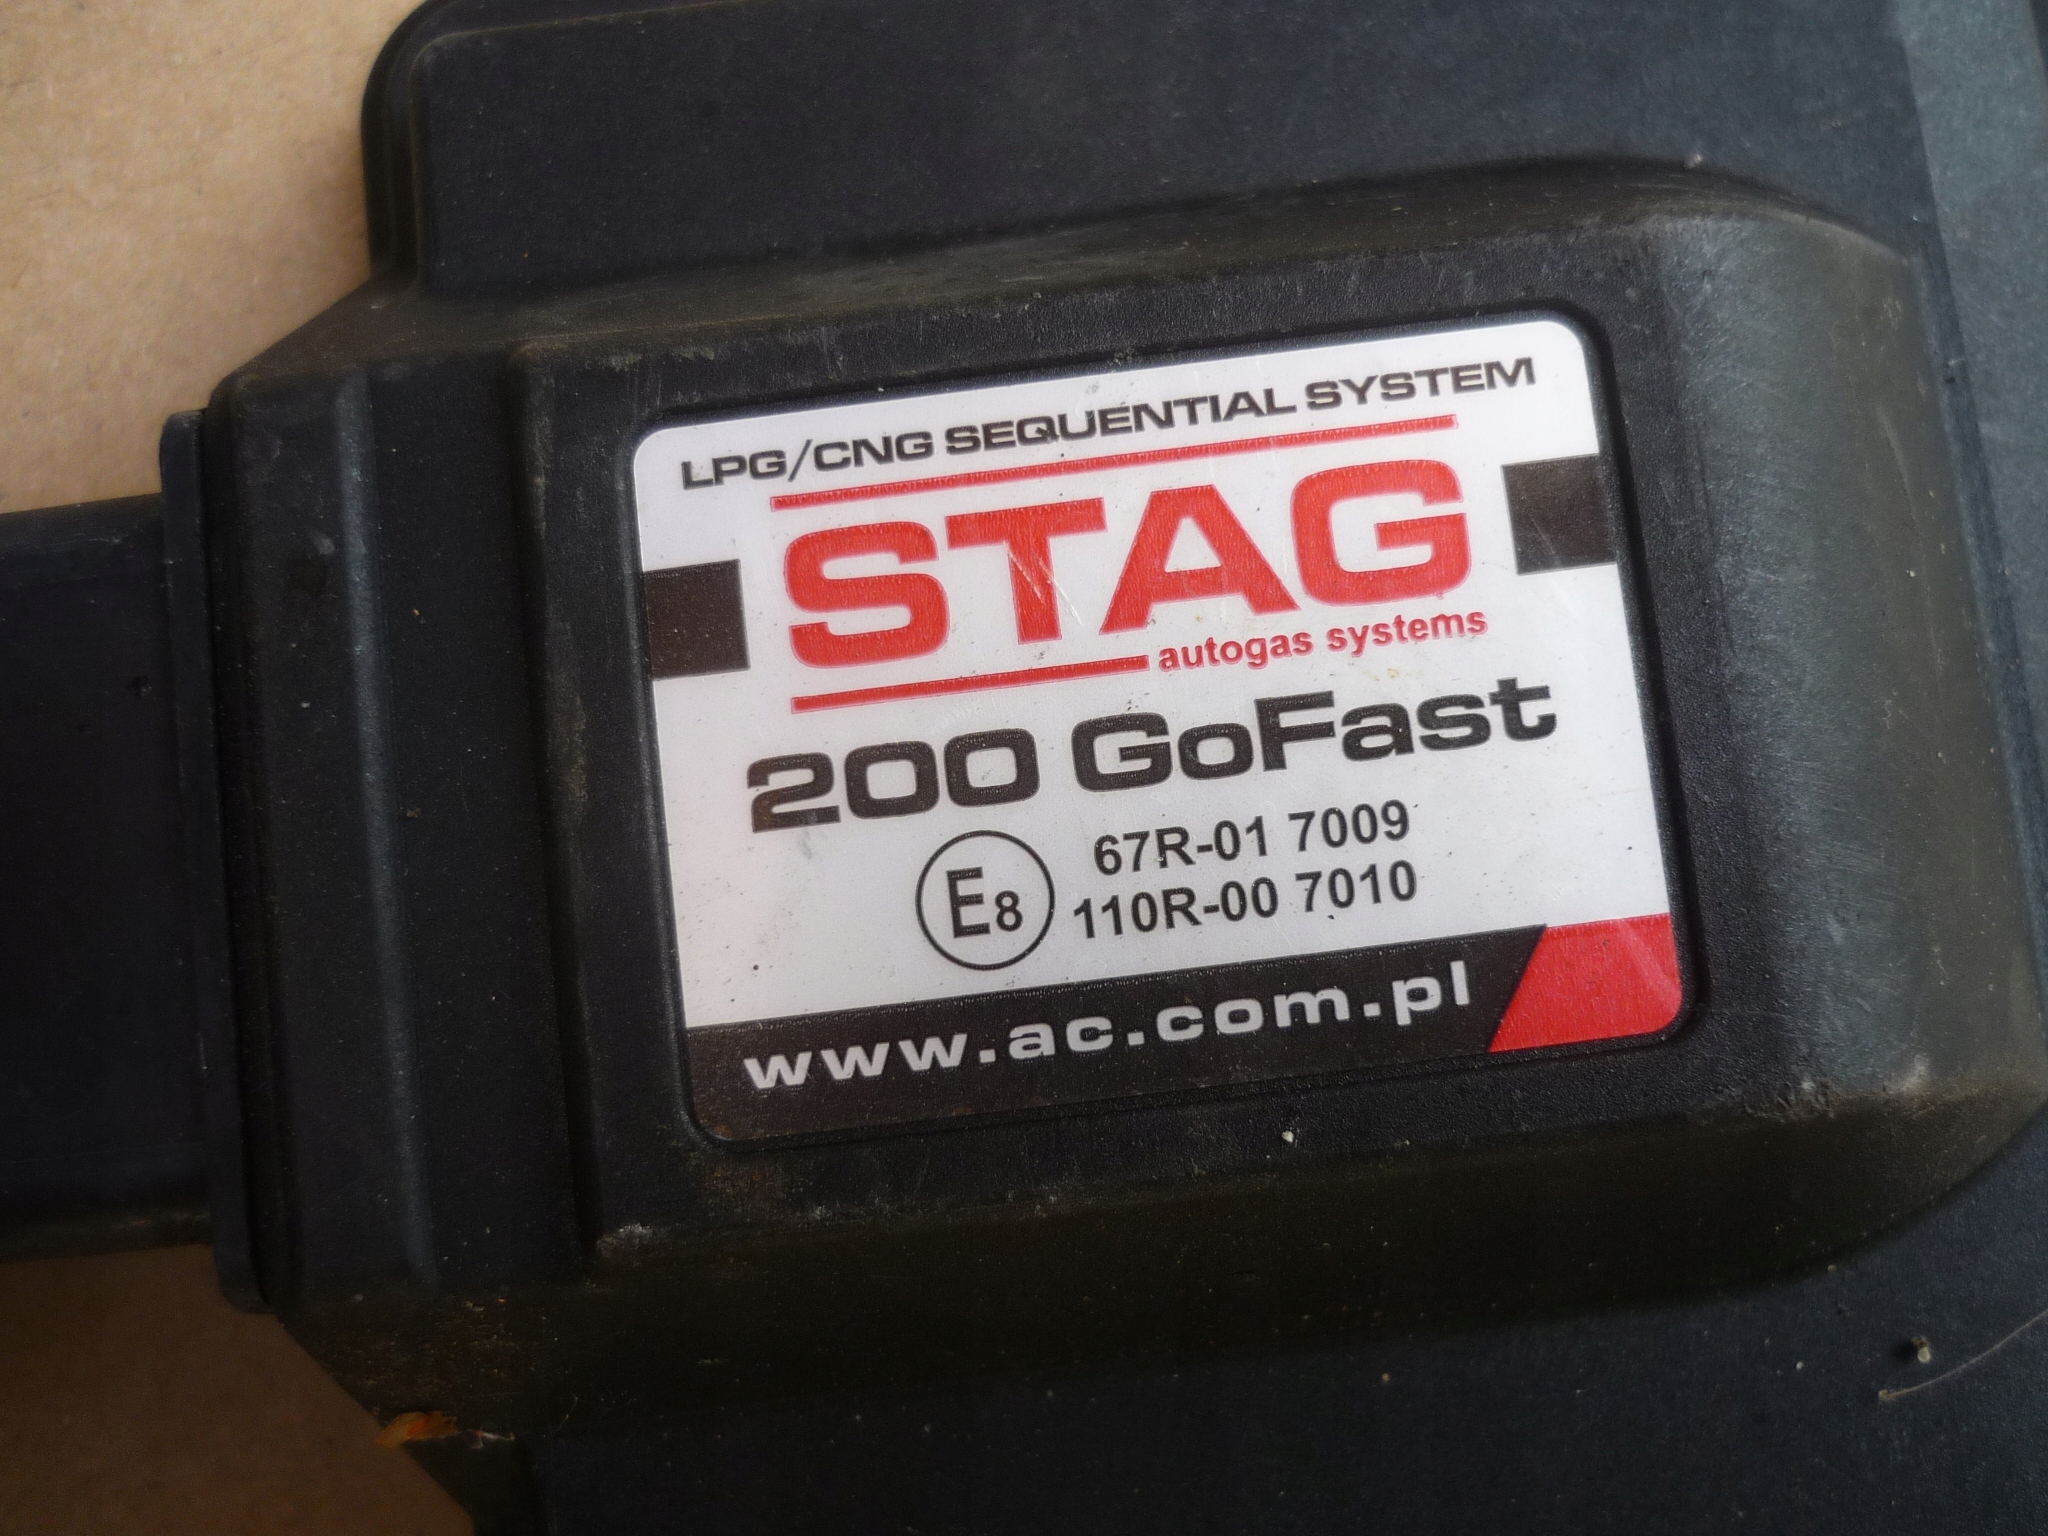 LPG/CNG SEQUENTIAL SYSTEM
STAG
autogas systems
200 GoFast
E8
67R-01 7009
110R-00 7010
www.ac.com.pl